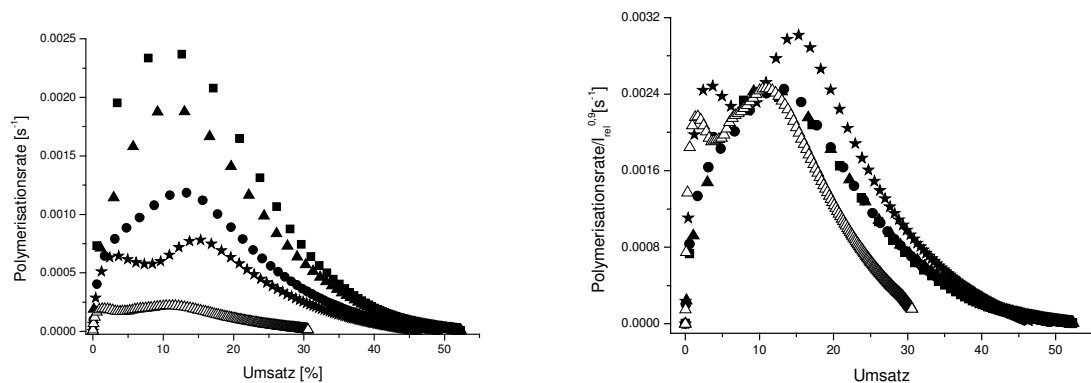 0.0025
0.0020
0.0015
0.0010
0.0005
0.0000
Polymerisationsrate [s⁻¹]
0 10 20 30 40 50
Umsatz [%]
0.0032
0.0024
0.0016
0.0008
0.0000
Polymerisationsrate/I_rel^0,9 [s⁻¹]
0 10 20 30 40 50
Umsatz